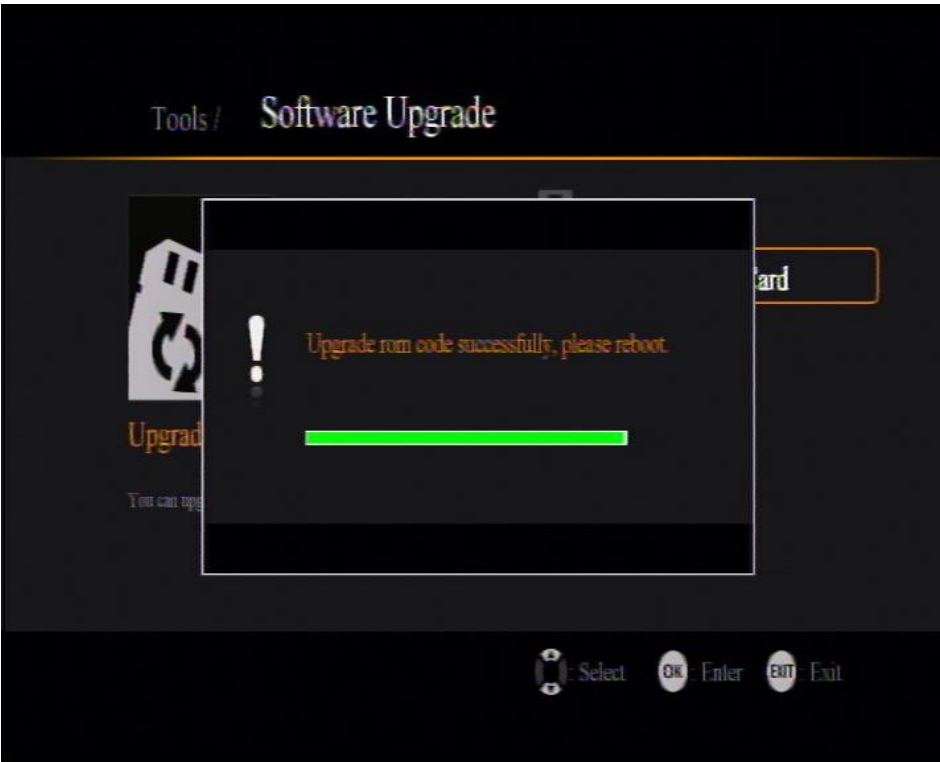 Tools / Software Upgrade
ard
Upgrade rom code successfully, please reboot.
Upgrad
You can upg
: Select OK : Enter EXIT : Exit